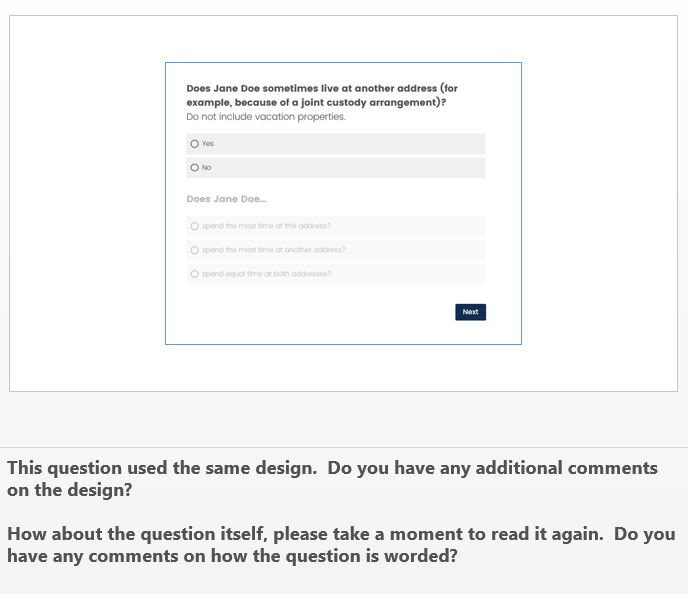 Does Jane Doe sometimes live at another address (for
example, because of a joint custody arrangement)?
Do not include vacation properties.
Yes
No
Does Jane Doe...
spend the most time at this address?
spend the most time at another address?
spend equal time at both addresses?
Next
This question used the same design.  Do you have any additional comments
on the design?
How about the question itself, please take a moment to read it again.  Do you
have any comments on how the question is worded?